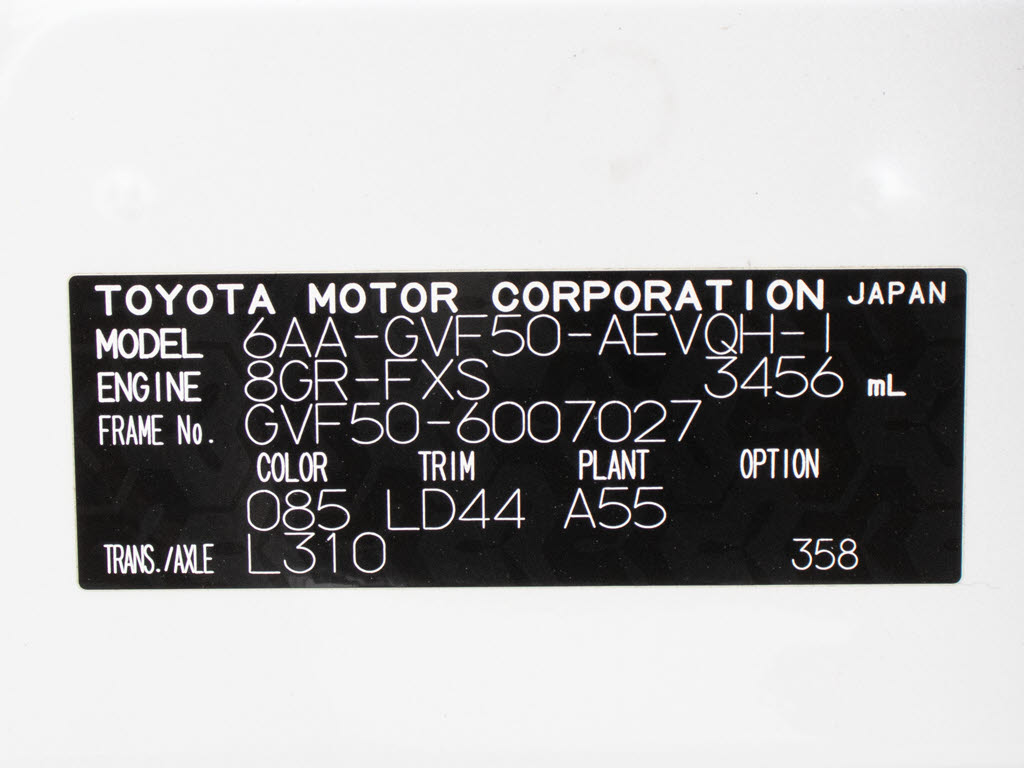 TOYOTA MOTOR CORPORATION JAPAN
MODEL 6AA-GVF50-AEVQH-I
ENGINE 8GR-FXS 3456 mL
FRAME No. GVF50-6007027
COLOR TRIM PLANT OPTION
085 LD44 A55
TRANS./AXLE L310 358